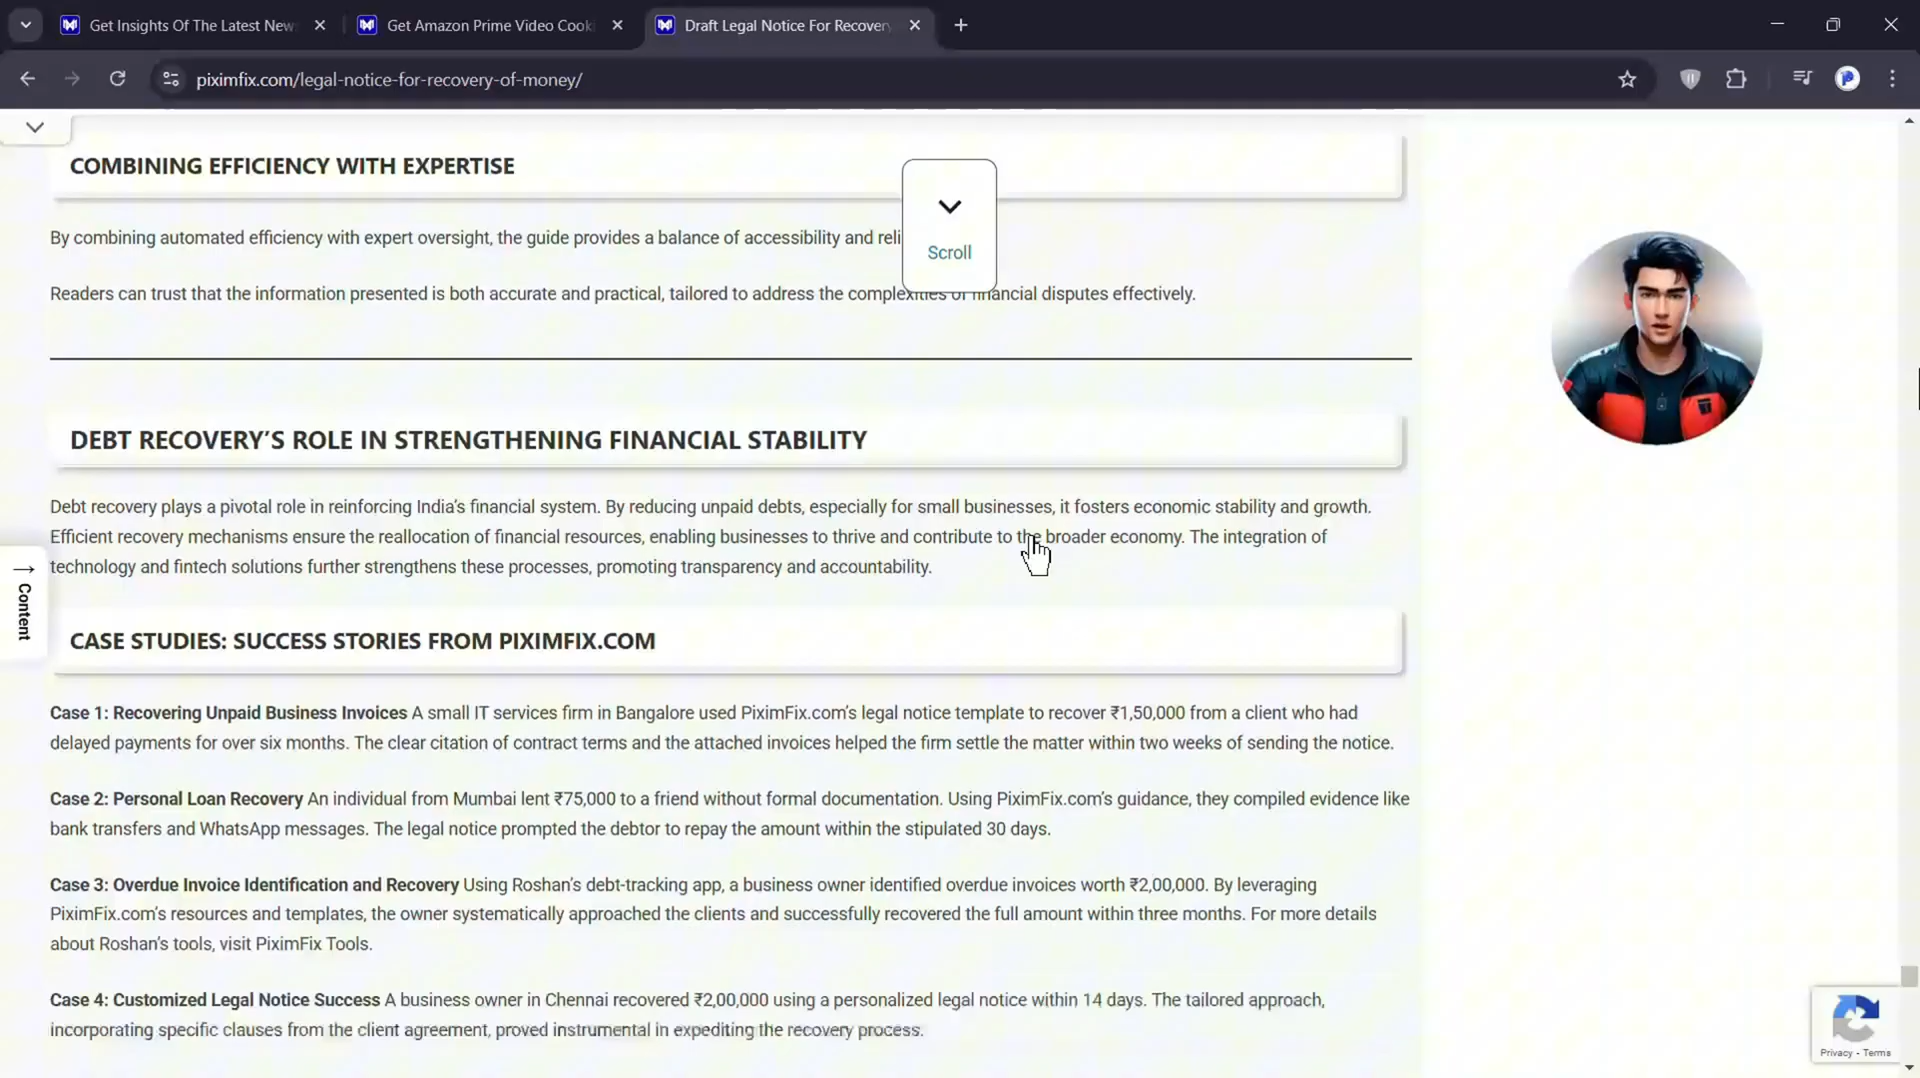 Get Insights Of The Latest New
Get Amazon Prime Video Cook
Draft Legal Notice For Recovery
piximfix.com/legal-notice-for-recovery-of-money/
COMBINING EFFICIENCY WITH EXPERTISE
By combining automated efficiency with expert oversight, the guide provides a balance of accessibility and reli
Scroll
Readers can trust that the information presented is both accurate and practical, tailored to address the complexities of financial disputes effectively.
DEBT RECOVERY’S ROLE IN STRENGTHENING FINANCIAL STABILITY
Debt recovery plays a pivotal role in reinforcing India’s financial system. By reducing unpaid debts, especially for small businesses, it fosters economic stability and growth.
Efficient recovery mechanisms ensure the reallocation of financial resources, enabling businesses to thrive and contribute to the broader economy. The integration of
technology and fintech solutions further strengthens these processes, promoting transparency and accountability.
Content
CASE STUDIES: SUCCESS STORIES FROM PIXIMFIX.COM
Case 1: Recovering Unpaid Business Invoices A small IT services firm in Bangalore used PiximFix.com’s legal notice template to recover ₹1,50,000 from a client who had
delayed payments for over six months. The clear citation of contract terms and the attached invoices helped the firm settle the matter within two weeks of sending the notice.
Case 2: Personal Loan Recovery An individual from Mumbai lent ₹75,000 to a friend without formal documentation. Using PiximFix.com’s guidance, they compiled evidence like
bank transfers and WhatsApp messages. The legal notice prompted the debtor to repay the amount within the stipulated 30 days.
Case 3: Overdue Invoice Identification and Recovery Using Roshan’s debt-tracking app, a business owner identified overdue invoices worth ₹2,00,000. By leveraging
PiximFix.com’s resources and templates, the owner systematically approached the clients and successfully recovered the full amount within three months. For more details
about Roshan’s tools, visit PiximFix Tools.
Case 4: Customized Legal Notice Success A business owner in Chennai recovered ₹2,00,000 using a personalized legal notice within 14 days. The tailored approach,
incorporating specific clauses from the client agreement, proved instrumental in expediting the recovery process.
Privacy - Terms